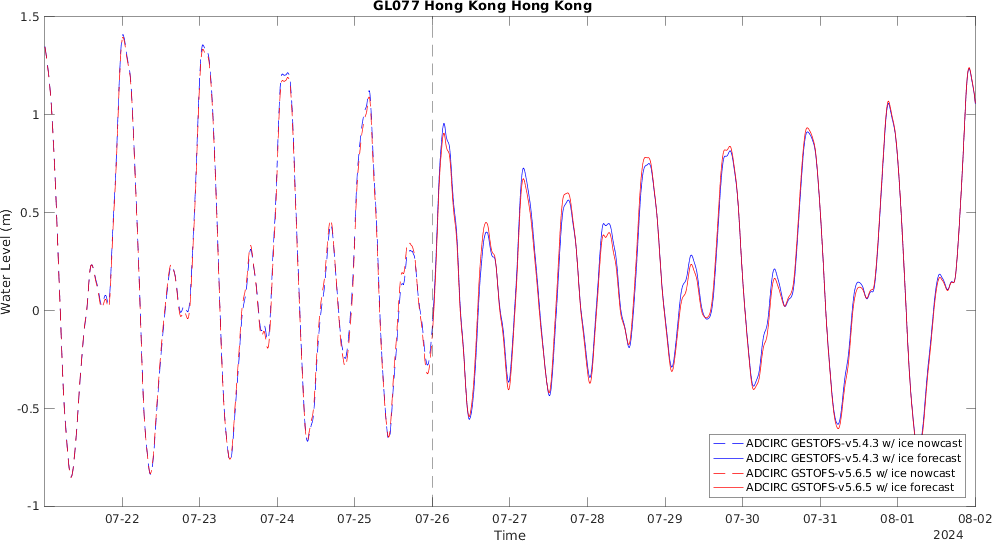 GL077 Hong Kong Hong Kong
1.5
1
0.5
0
-0.5
-1
Water Level (m)
07-22 07-23 07-24 07-25 07-26 07-27 07-28 07-29 07-30 07-31 08-01 08-02
Time
2024
ADCIRC GESTOFS-v5.4.3 w/ ice nowcast
ADCIRC GESTOFS-v5.4.3 w/ ice forecast
ADCIRC GSTOFS-v5.6.5 w/ ice nowcast
ADCIRC GSTOFS-v5.6.5 w/ ice forecast